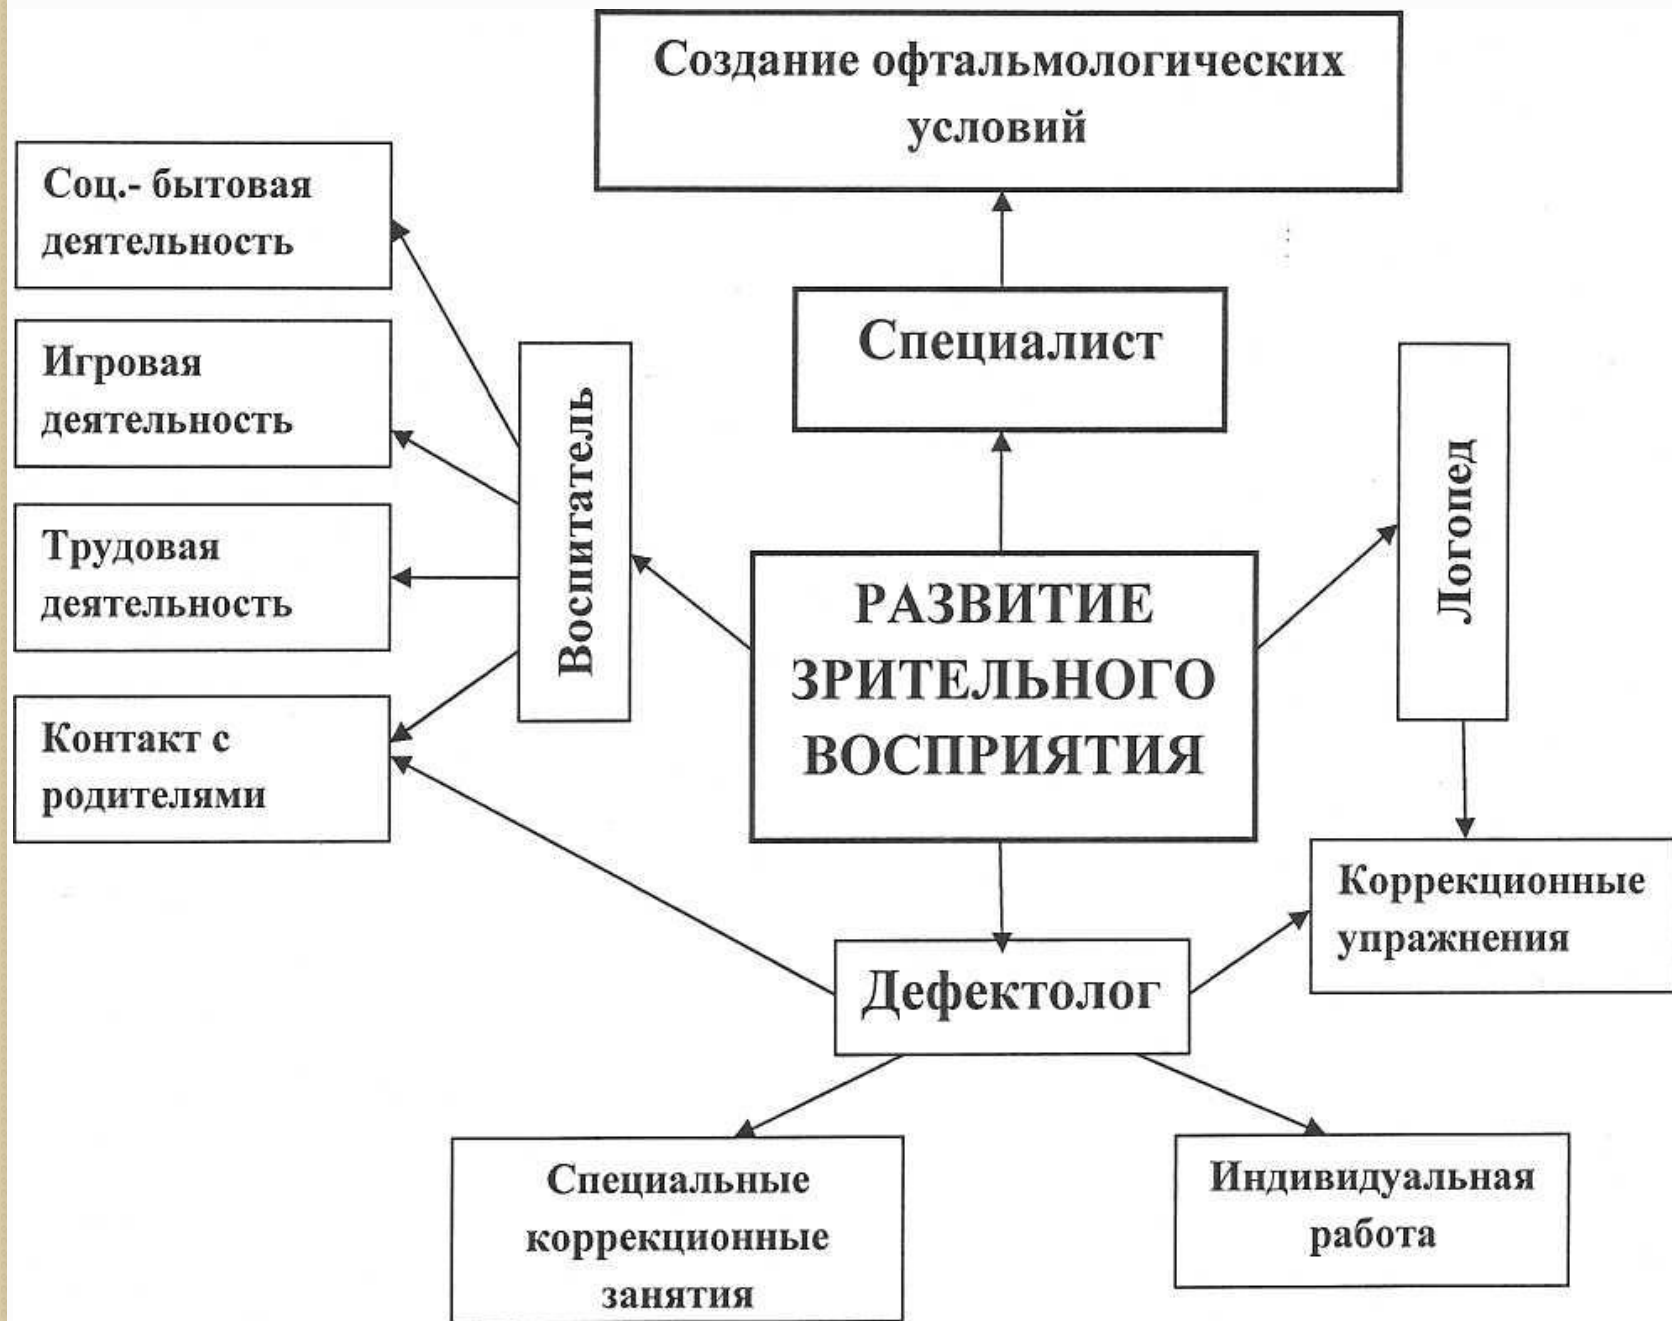 Создание офтальмологических
условий
Соц.- бытовая
деятельность
Специалист
Игровая
деятельность
Воспитатель
Логопед
Трудовая
деятельность
РАЗВИТИЕ
ЗРИТЕЛЬНОГО
ВОСПРИЯТИЯ
Контакт с
родителями
Коррекционные
упражнения
Дефектолог
Специальные
коррекционные
занятия
Индивидуальная
работа